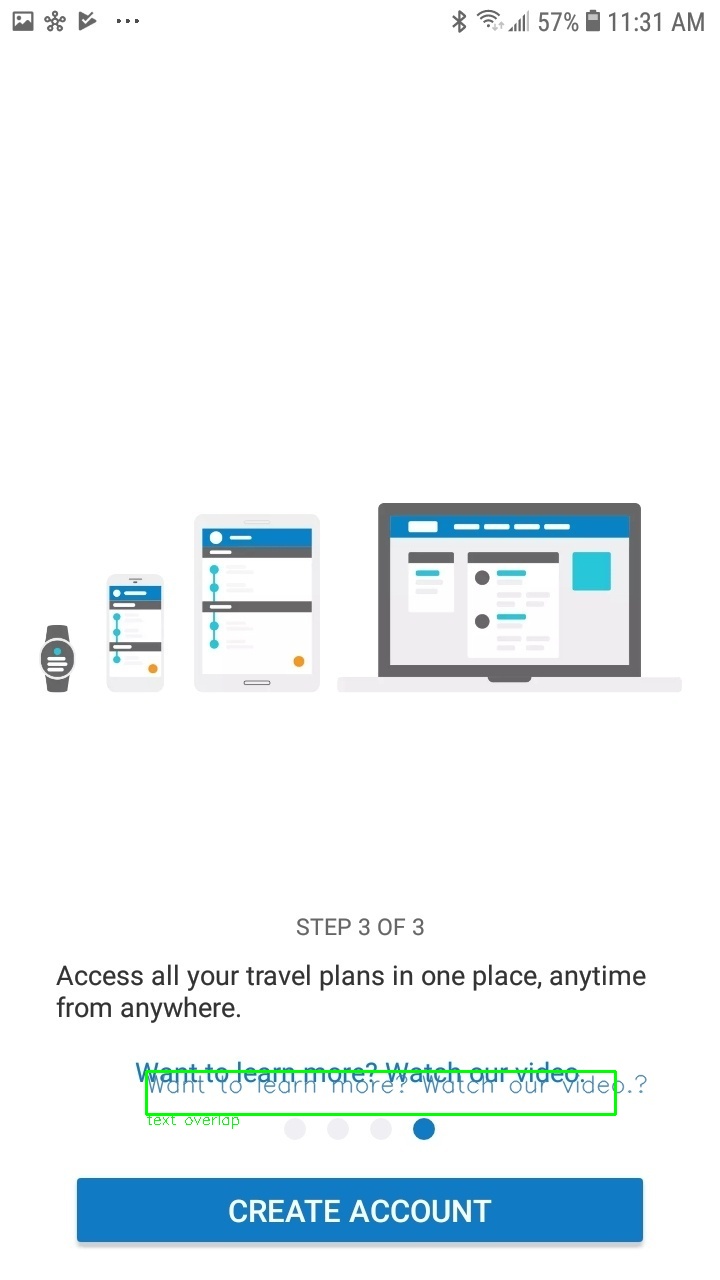 57% 11:31 AM
STEP 3 OF 3
Access all your travel plans in one place, anytime
from anywhere.
Want to learn more? Watch our video.
Want to learn more? Watch our video.?
text overlap
CREATE ACCOUNT